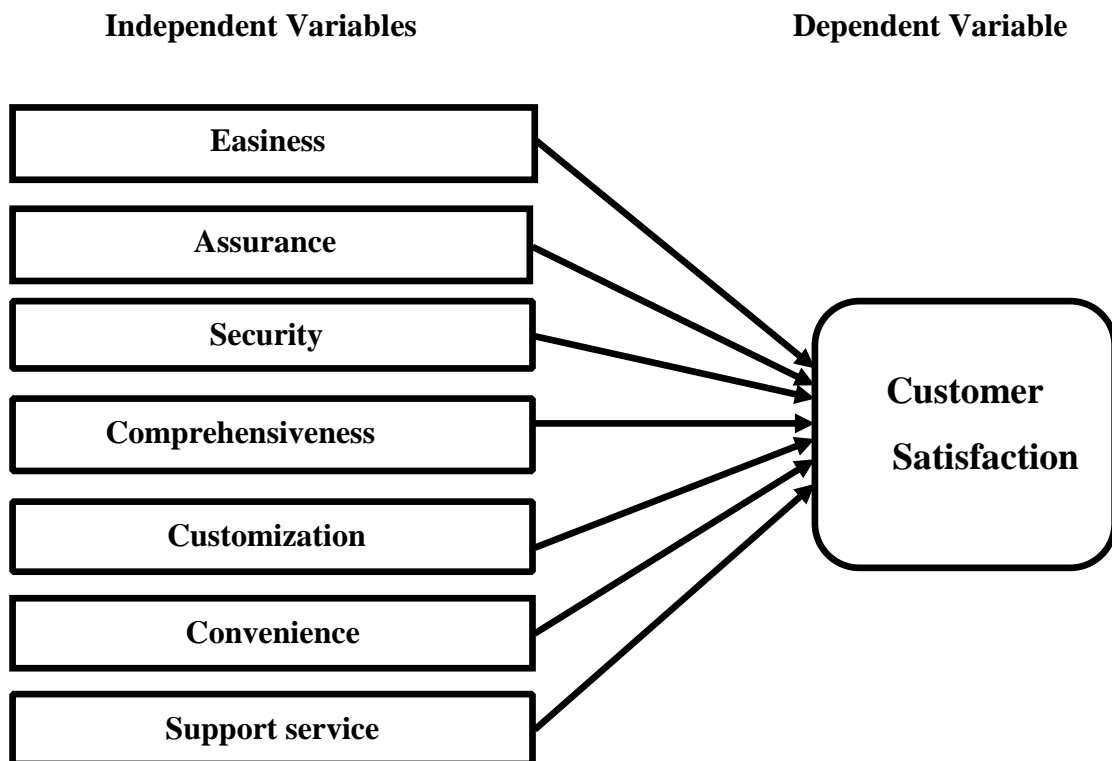 Independent Variables
Dependent Variable
Easiness
Assurance
Security
Comprehensiveness
Customization
Convenience
Support service
Customer
Satisfaction